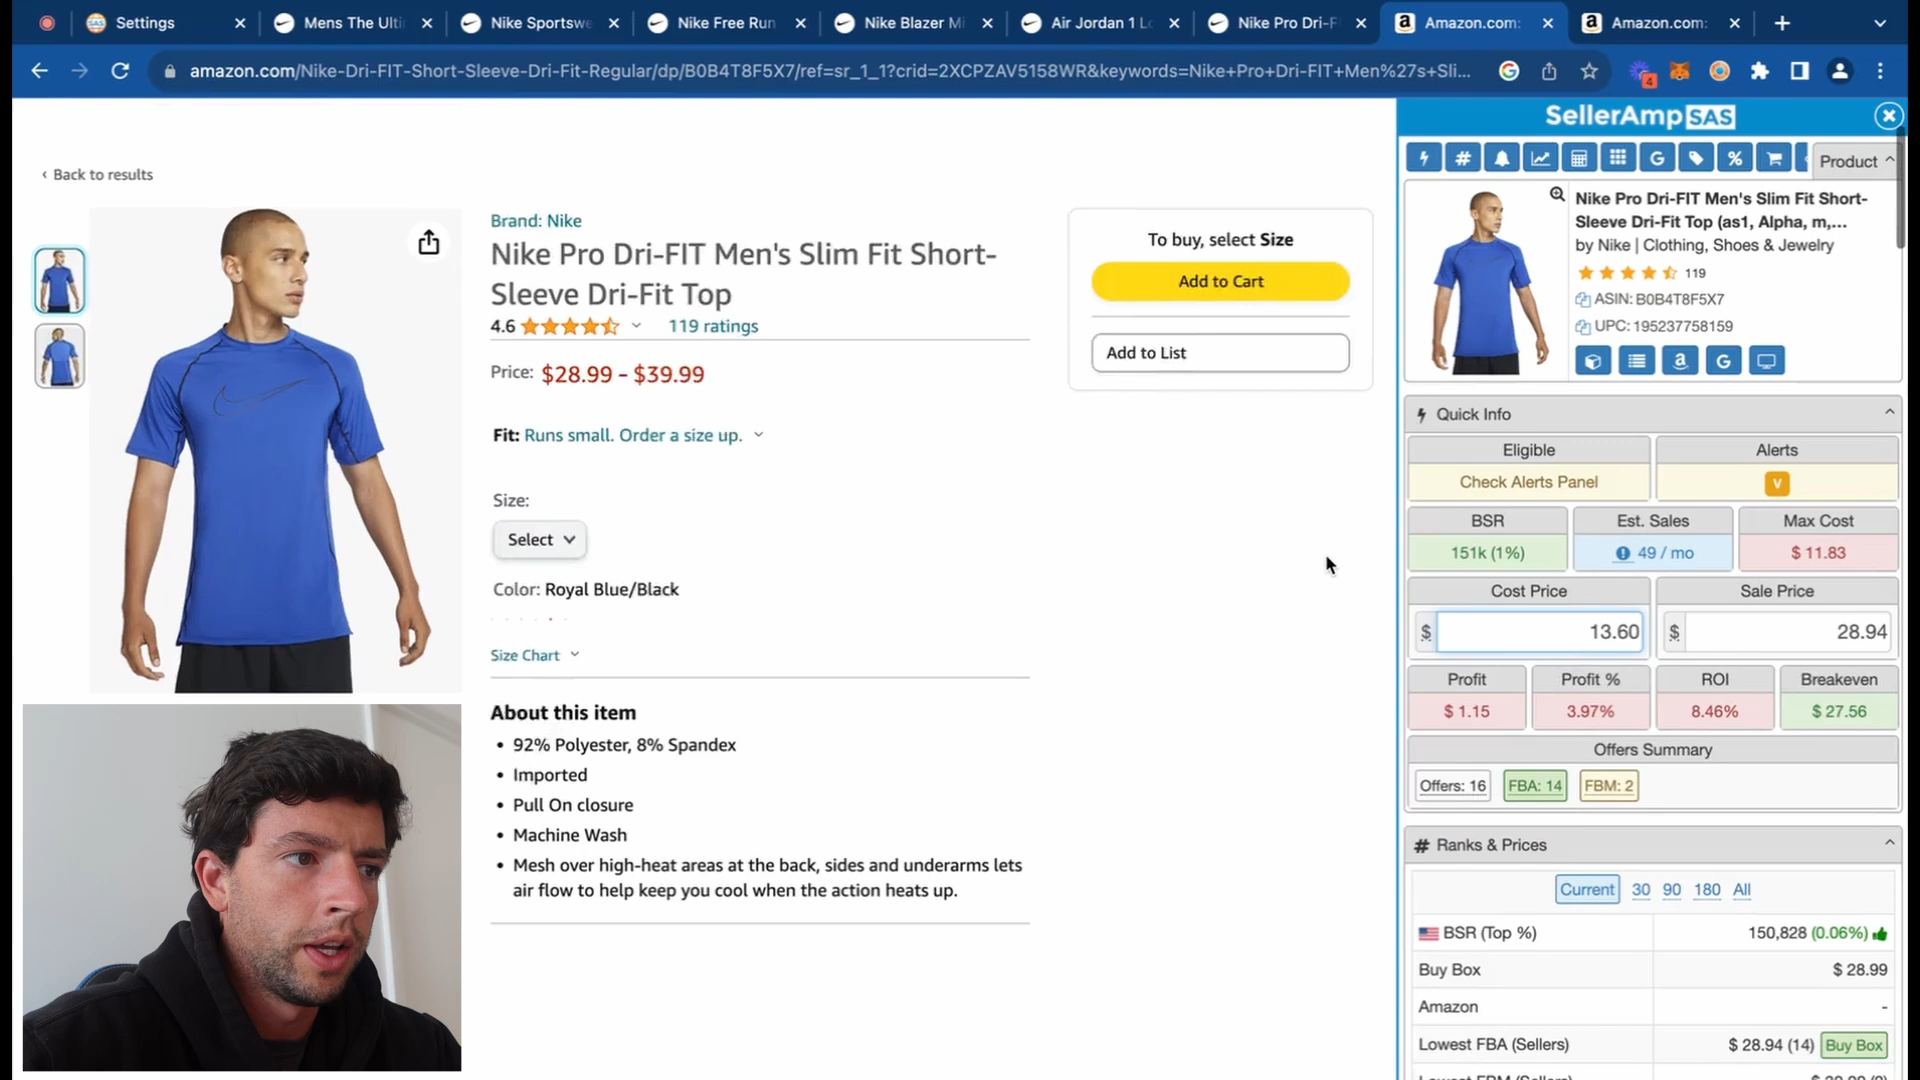 Settings
Mens The Ulti
Nike Sportswe
Nike Free Run
Nike Blazer Mi
Air Jordan 1 Lo
Nike Pro Dri-F
Amazon.com:
Amazon.com:
amazon.com/Nike-Dri-FIT-Short-Sleeve-Dri-Fit-Regular/dp/B0B4T8F5X7/ref=sr_1_1?crid=2XCPZAV5158WR&keywords=Nike+Pro+Dri-FIT+Men%27s+Sli...
4
‹ Back to results
Brand: Nike
Nike Pro Dri-FIT Men's Slim Fit Short-
Sleeve Dri-Fit Top
4.6 119 ratings
Price: $28.99 - $39.99
Fit: Runs small. Order a size up.
Size:
Select
Color: Royal Blue/Black
Size Chart
About this item
• 92% Polyester, 8% Spandex
• Imported
• Pull On closure
• Machine Wash
• Mesh over high-heat areas at the back, sides and underarms lets
air flow to help keep you cool when the action heats up.
To buy, select Size
Add to Cart
Add to List
SellerAmp SAS
Product
Nike Pro Dri-FIT Men's Slim Fit Short-
Sleeve Dri-Fit Top (as1, Alpha, m,...
by Nike | Clothing, Shoes & Jewelry
119
ASIN: B0B4T8F5X7
UPC: 195237758159
Quick Info
Eligible Alerts
Check Alerts Panel V
BSR Est. Sales Max Cost
151k (1%) 49 / mo $ 11.83
Cost Price Sale Price
$ 13.60 $ 28.94
Profit Profit % ROI Breakeven
$ 1.15 3.97% 8.46% $ 27.56
Offers Summary
Offers: 16 FBA: 14 FBM: 2
# Ranks & Prices
Current 30 90 180 All
BSR (Top %) 150,828 (0.06%)
Buy Box $ 28.99
Amazon -
Lowest FBA (Sellers) $ 28.94 (14) Buy Box